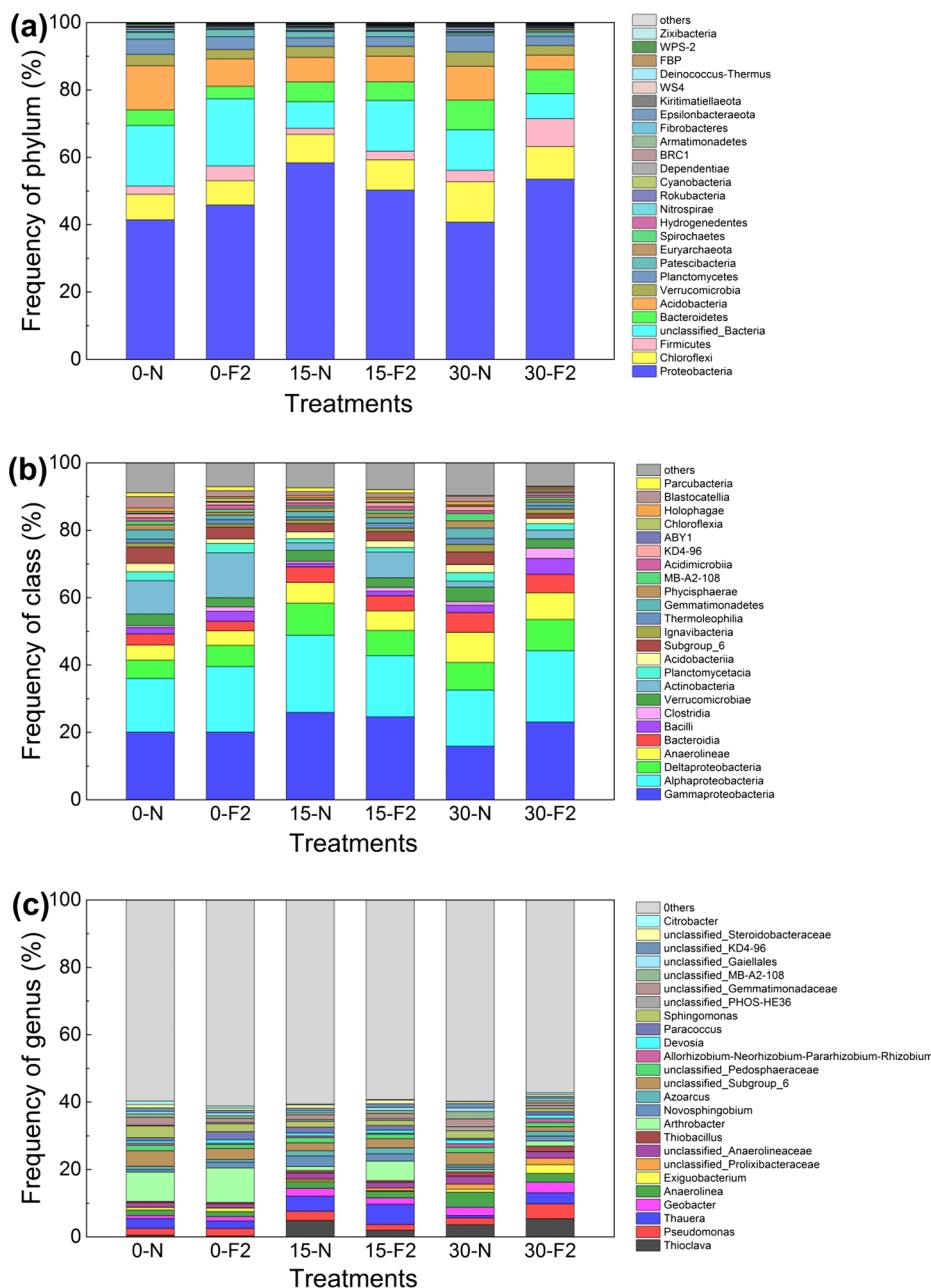 (a)
Frequency of phylum (%)
100
80
60
40
20
0
0-N 0-F2 15-N 15-F2 30-N 30-F2
Treatments
others
Zixibacteria
WPS-2
FBP
Deinococcus-Thermus
WS4
Kiritimatiellaeota
Epsilonbacteraeota
Fibrobacteres
Armatimonadetes
BRC1
Dependentiae
Cyanobacteria
Rokubacteria
Nitrospirae
Hydrogenedentes
Spirochaetes
Euryarchaeota
Patescibacteria
Planctomycetes
Verrucomicrobia
Acidobacteria
Bacteroidetes
unclassified_Bacteria
Firmicutes
Chloroflexi
Proteobacteria
(b)
Frequency of class (%)
100
80
60
40
20
0
0-N 0-F2 15-N 15-F2 30-N 30-F2
Treatments
others
Parcubacteria
Blastocatellia
Holophagae
Chloroflexia
ABY1
KD4-96
Acidimicrobiia
MB-A2-108
Phycisphaerae
Gemmatimonadetes
Thermoleophilia
Ignavibacteria
Subgroup_6
Acidobacteriia
Planctomycetacia
Actinobacteria
Verrucomicrobiae
Clostridia
Bacilli
Bacteroidia
Anaerolineae
Deltaproteobacteria
Alphaproteobacteria
Gammaproteobacteria
(c)
Frequency of genus (%)
100
80
60
40
20
0
0-N 0-F2 15-N 15-F2 30-N 30-F2
Treatments
0thers
Citrobacter
unclassified_Steroidobacteraceae
unclassified_KD4-96
unclassified_Gaiellales
unclassified_MB-A2-108
unclassified_Gemmatimonadaceae
unclassified_PHOS-HE36
Sphingomonas
Paracoccus
Devosia
Allorhizobium-Neorhizobium-Pararhizobium-Rhizobium
unclassified_Pedosphaeraceae
unclassified_Subgroup_6
Azoarcus
Novosphingobium
Arthrobacter
Thiobacillus
unclassified_Anaerolineaceae
unclassified_Prolixibacteraceae
Exiguobacterium
Anaerolinea
Geobacter
Thauera
Pseudomonas
Thioclava